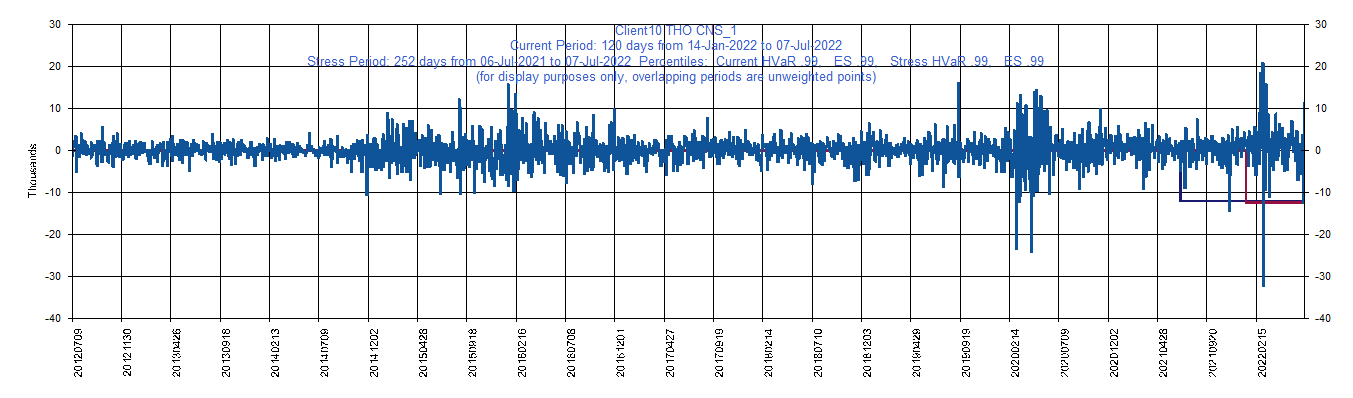 Client10 THO CNS_1
Current Period: 120 days from 14-Jan-2022 to 07-Jul-2022
Stress Period: 252 days from 06-Jul-2021 to 07-Jul-2022 Percentiles: Current HVaR .99, ES .99, Stress HVaR .99, ES .99
(for display purposes only, overlapping periods are unweighted points)
30 30
20 20
10 10
0 0
-10 -10
-20 -20
-30 -30
-40 -40
Thousands
20120709 20121130 20130426 20130918 20140213 20140709 20141202 20150428 20150918 20160216 20160708 20161201 20170427 20170919 20180214 20180710 20181203 20190429 20190919 20200214 20200709 20201202 20210428 20210920 20220215